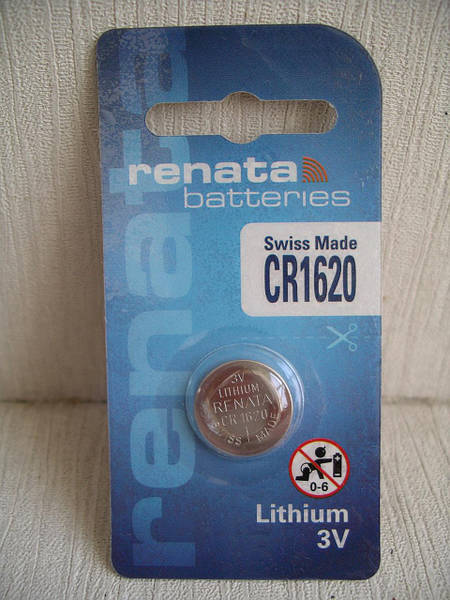 renata
renata
batteries
Swiss Made
CR1620
3V
LITHIUM
RENATA
CR 1620
SWISS MADE
0-6
Lithium
3V